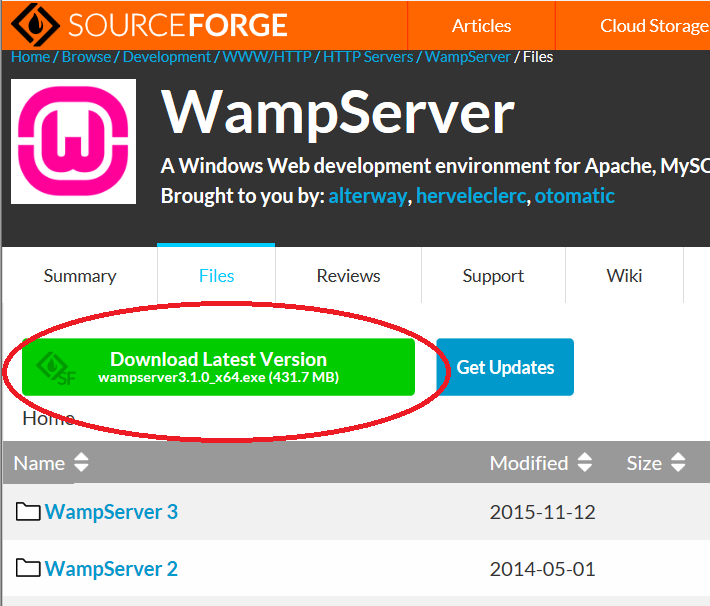 SOURCEFORGE Articles Cloud Storage
Home / Browse / Development / WWW/HTTP / HTTP Servers / WampServer / Files
WampServer
A Windows Web development environment for Apache, MySQ
Brought to you by: alterway, herveleclerc, otomatic
Summary Files Reviews Support Wiki
Download Latest Version
wampserver3.1.0_x64.exe (431.7 MB)
SF
Get Updates
Home
Name Modified Size
WampServer 3 2015-11-12
WampServer 2 2014-05-01